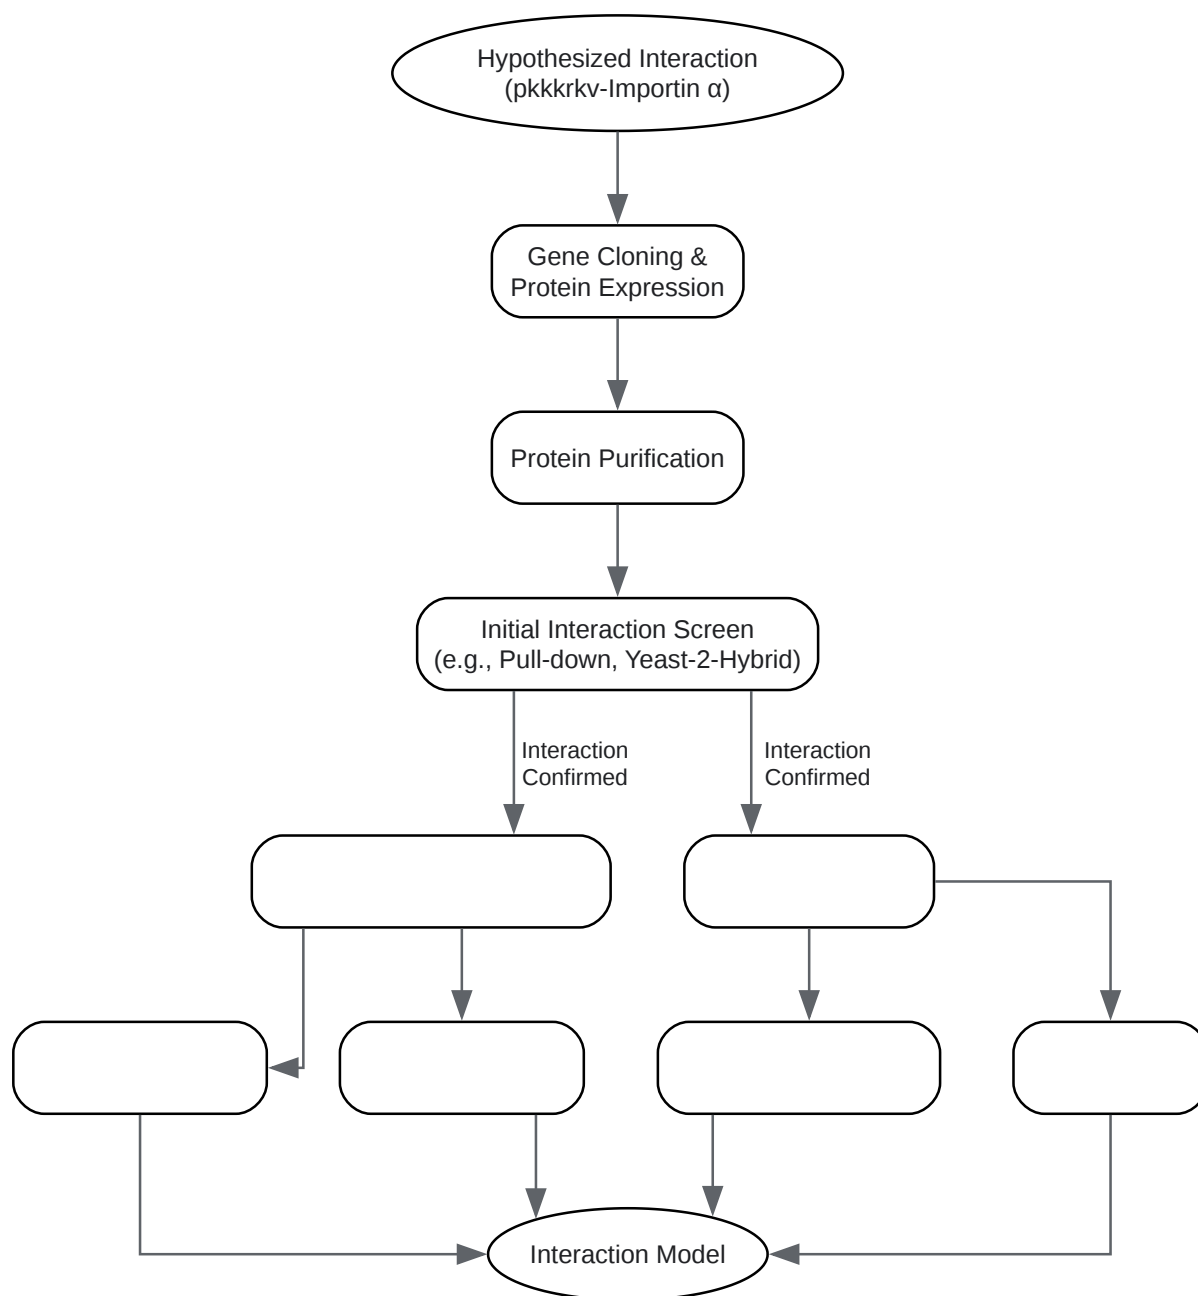 Hypothesized Interaction
(pkkkrkv-Importin α)
Gene Cloning &
Protein Expression
Protein Purification
Initial Interaction Screen
(e.g., Pull-down, Yeast-2-Hybrid)
Interaction
Confirmed
Interaction
Confirmed
Interaction Model